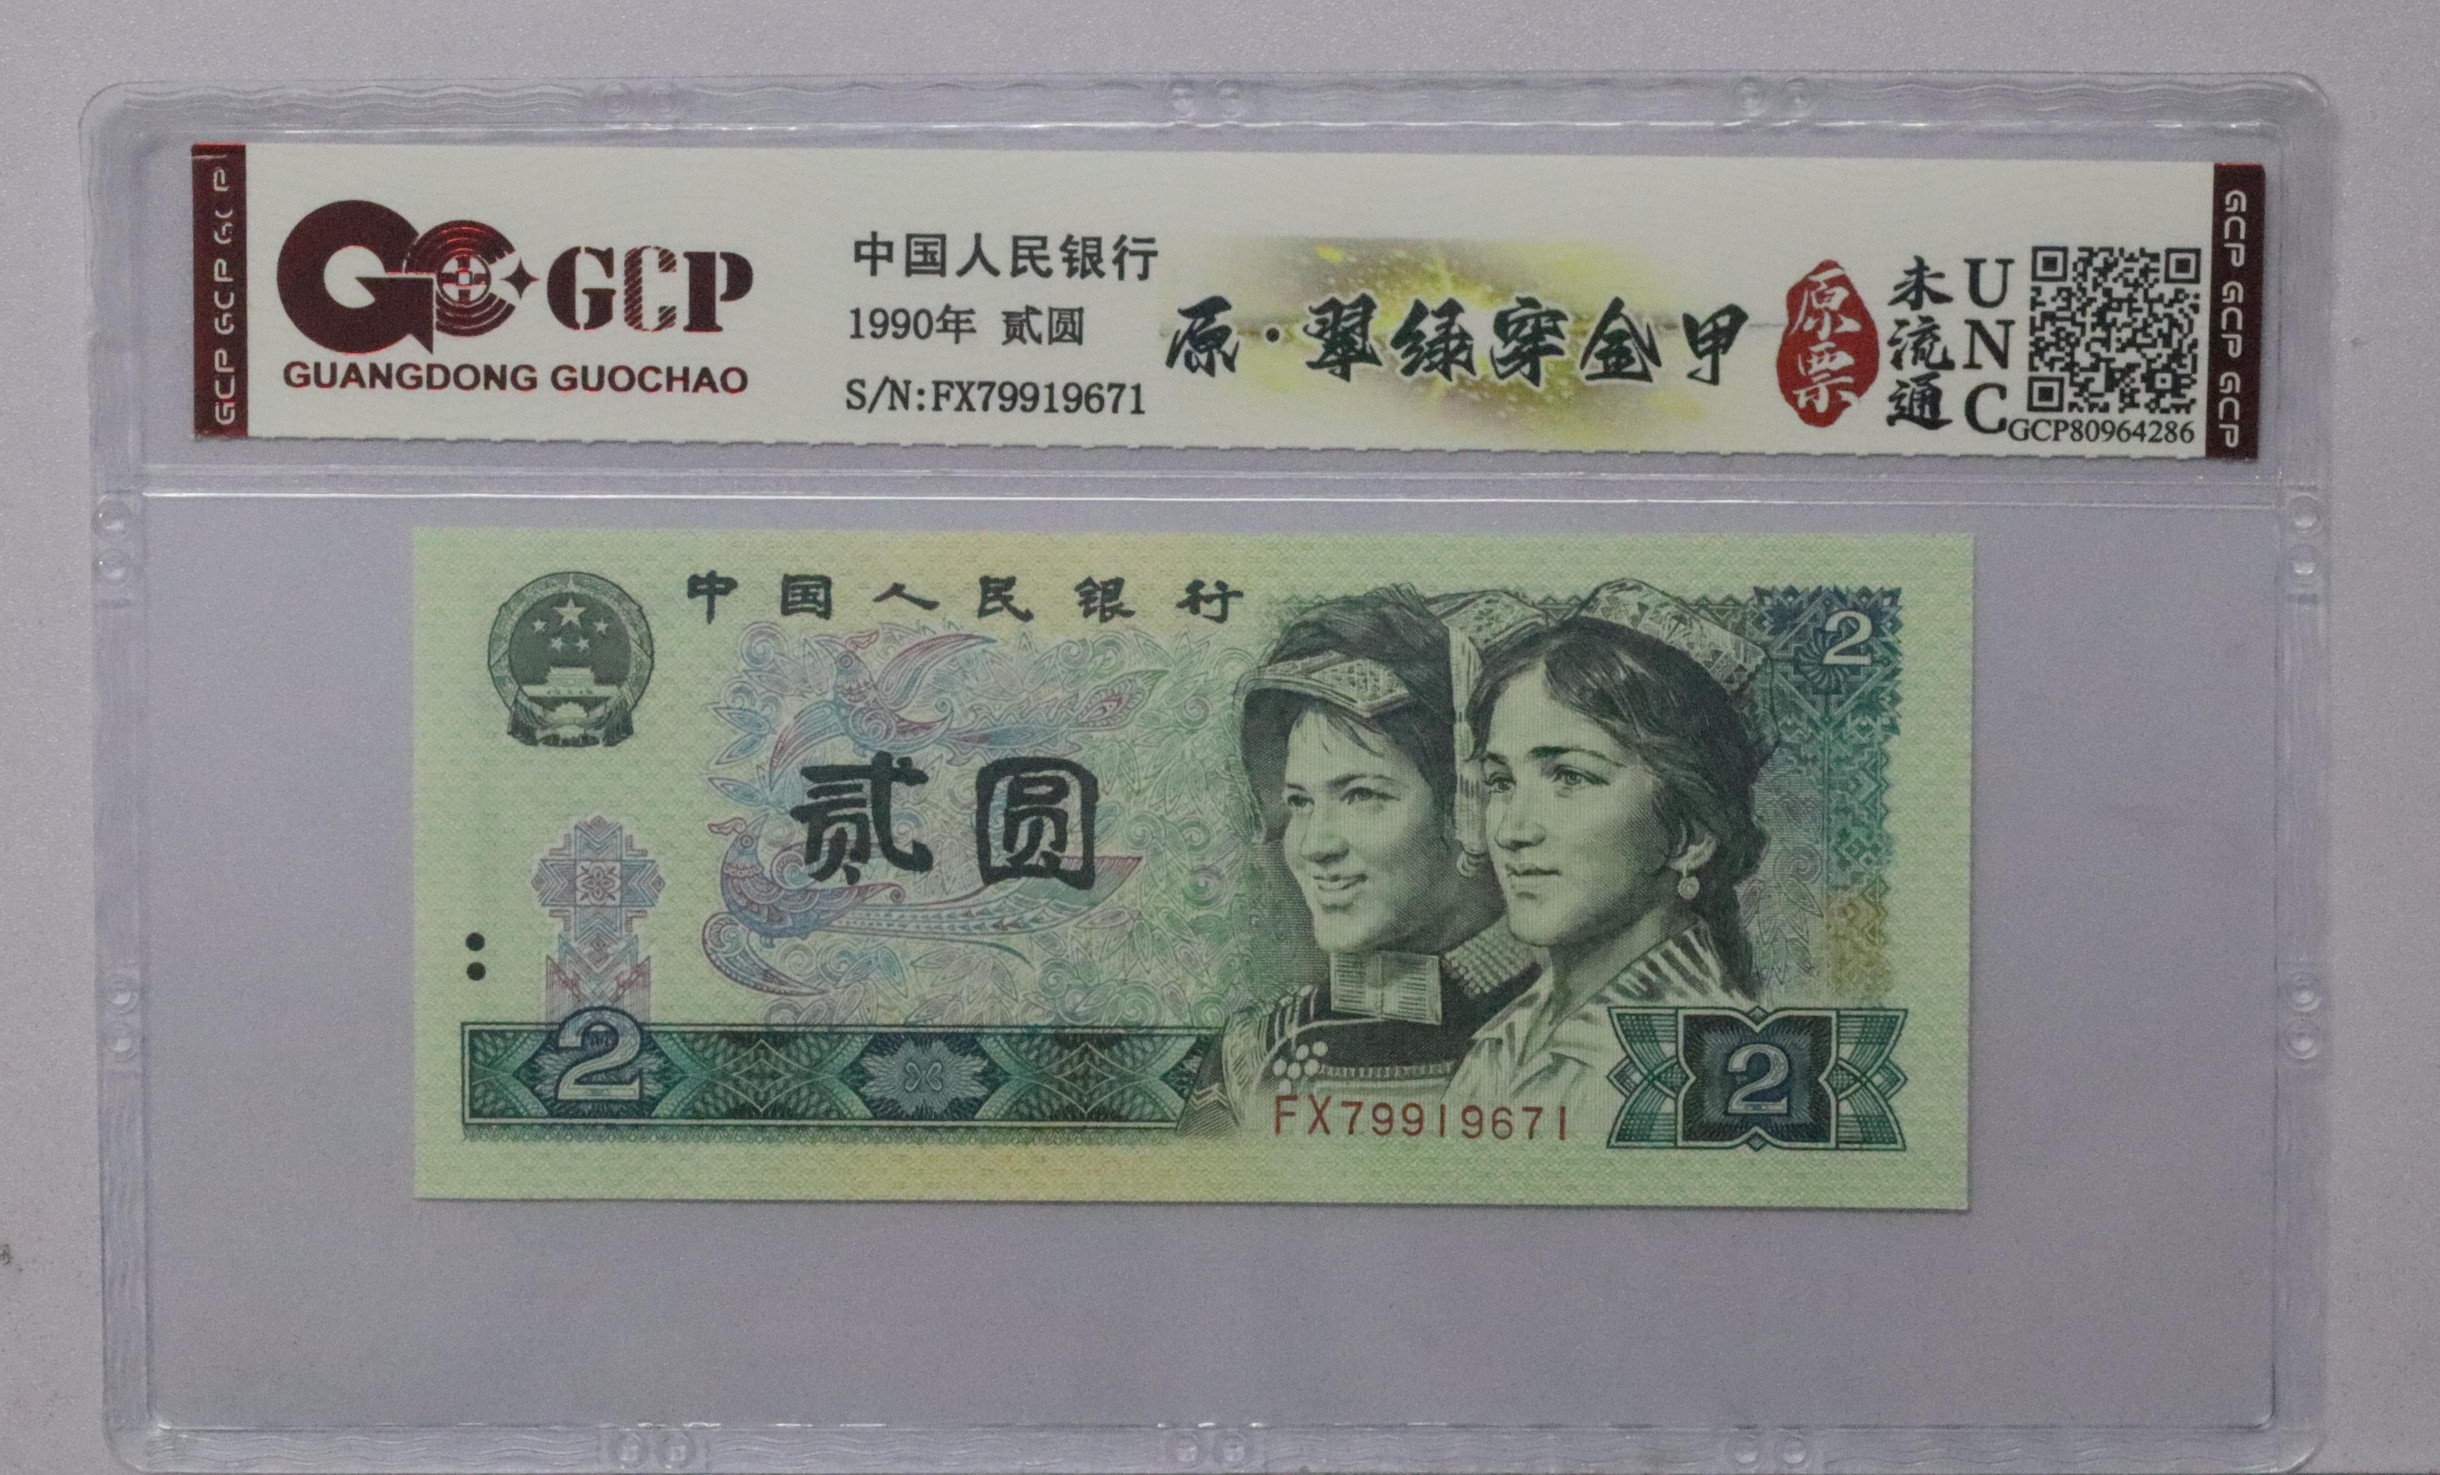 GCP GCP GCP
GCP
GUANGDONG GUOCHAO
中国人民银行
1990年 贰圆
S/N:FX79919671
原·翠绿穿金甲
原票
未流通
UNC
GCP80964286
GCP GCP GCP
中国人民银行
2
贰圆
2
2
FX79919671